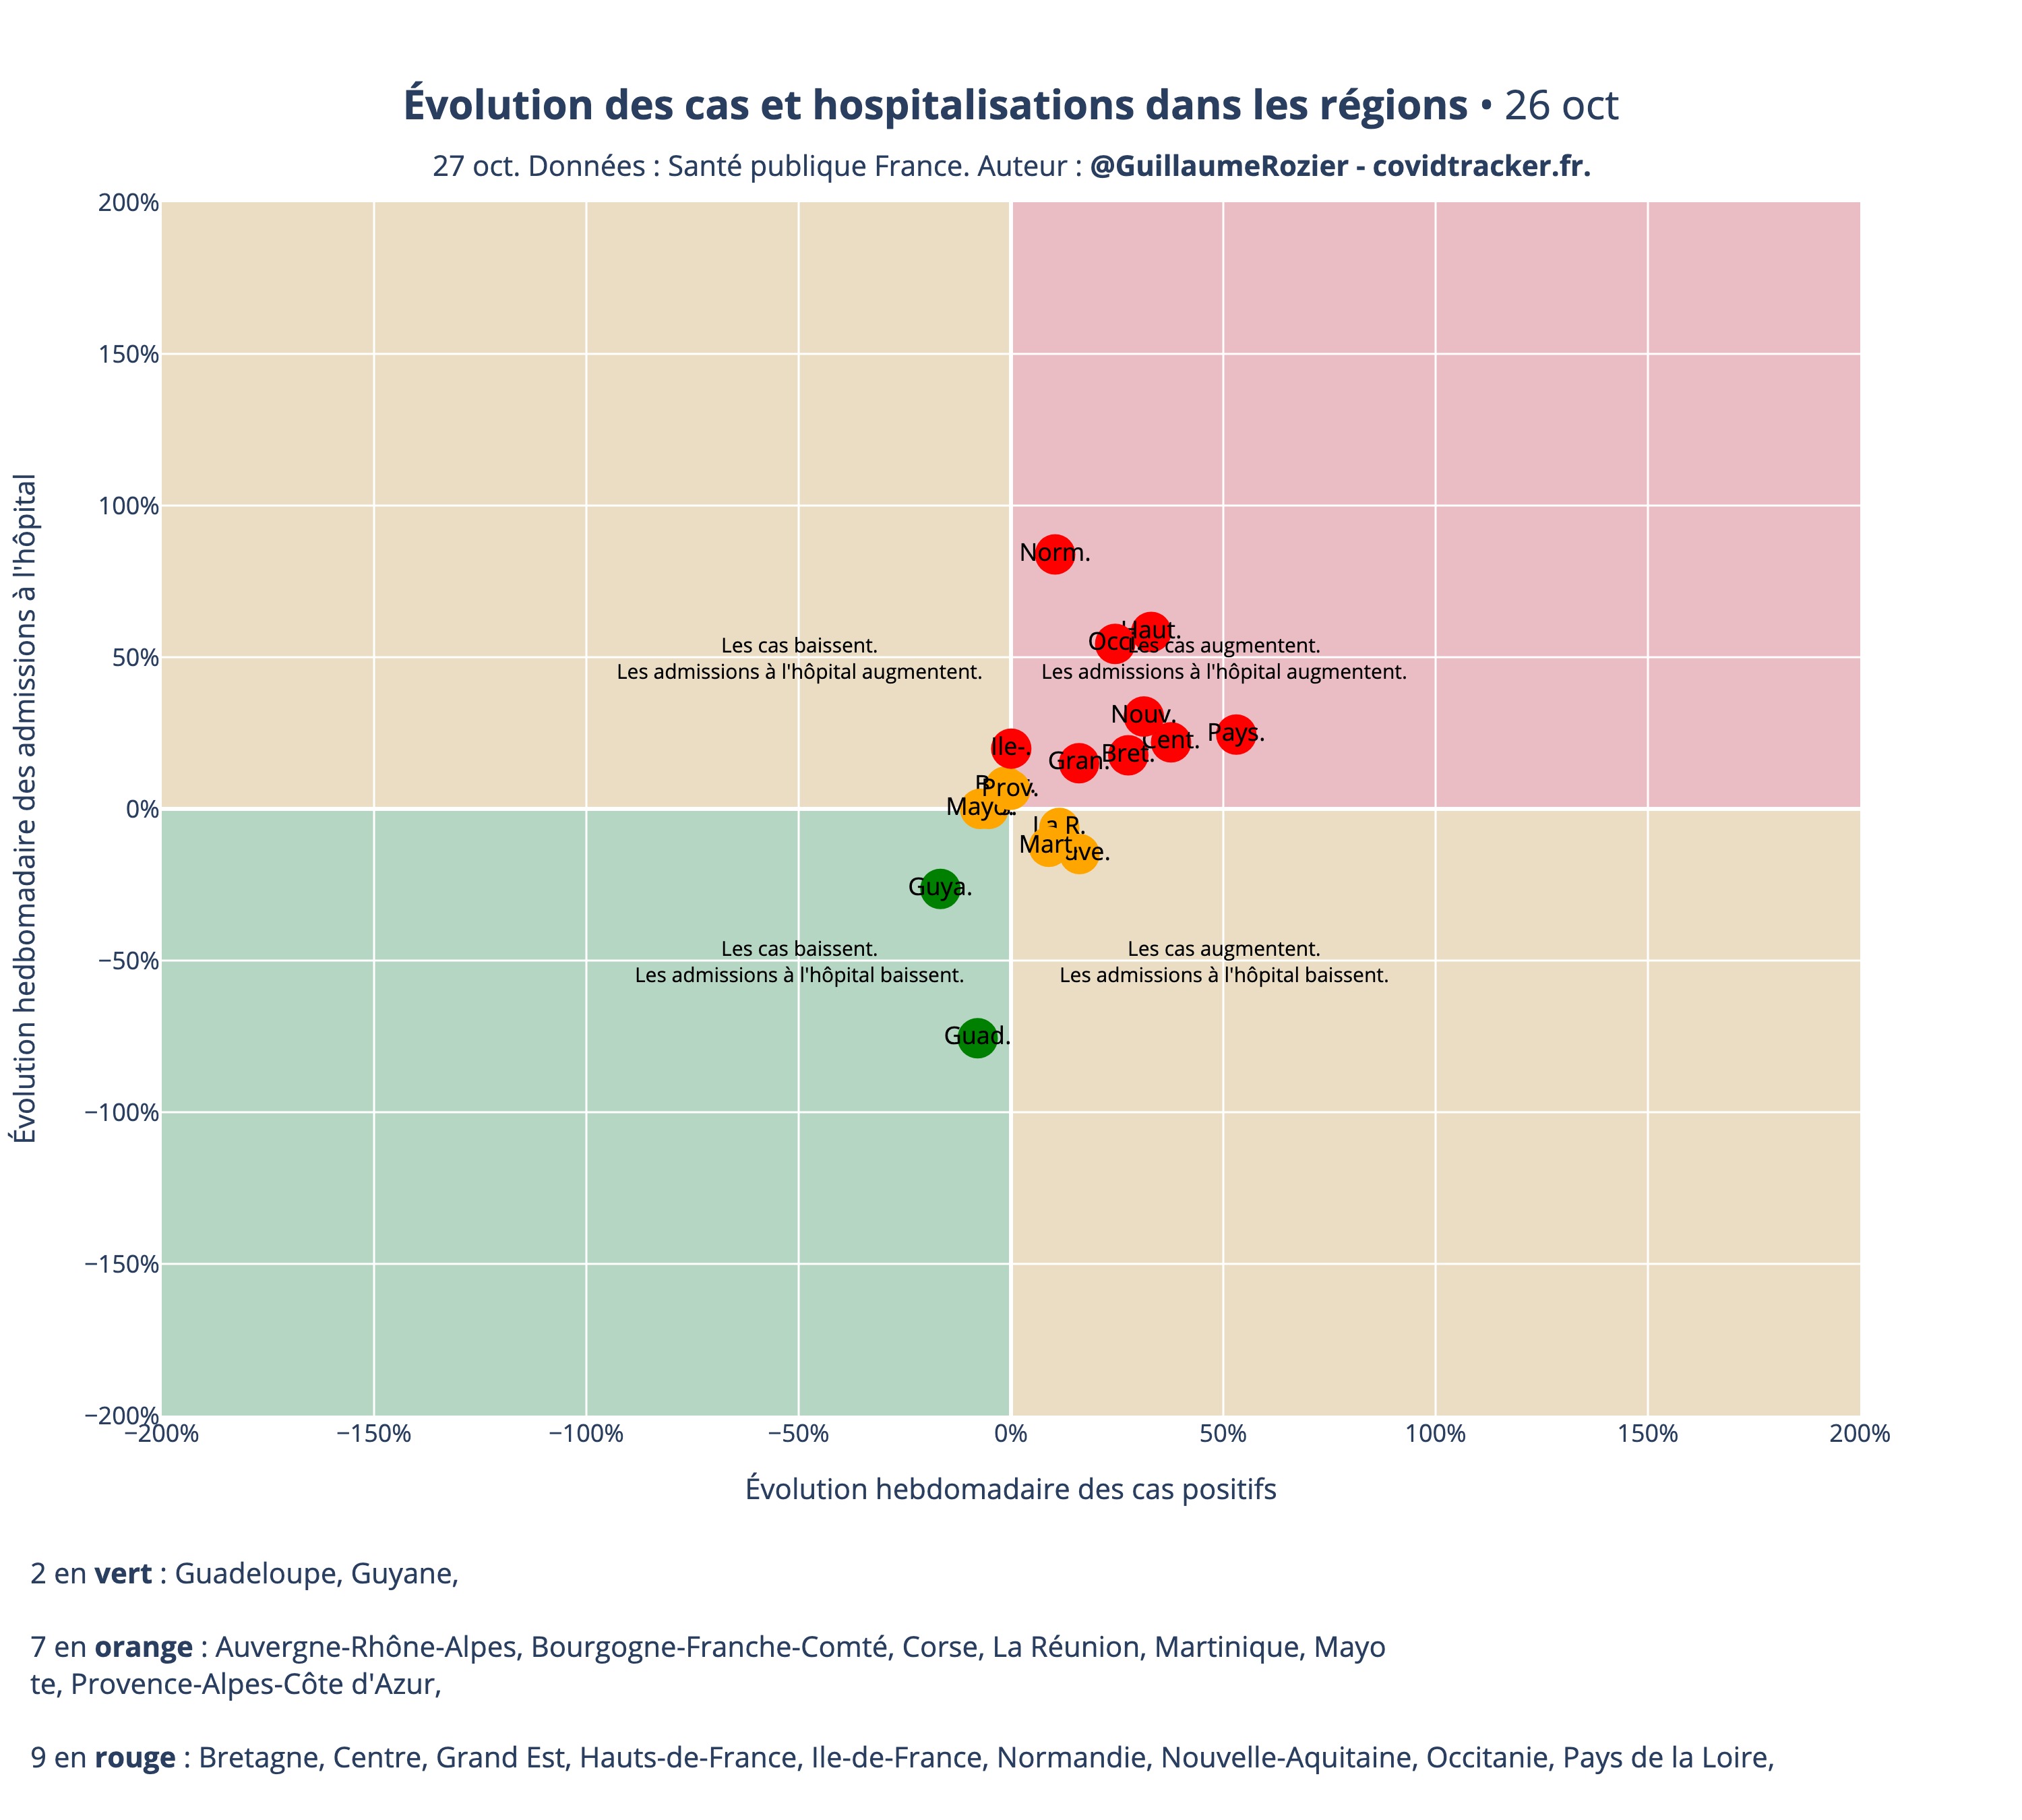 Évolution des cas et hospitalisations dans les régions • 26 oct
27 oct. Données : Santé publique France. Auteur : @GuillaumeRozier - covidtracker.fr.
Évolution hedbomadaire des admissions à l'hôpital
200%
150%
100%
50%
0%
−50%
−100%
−150%
−200%
Norm.
Haut.
Occi.
Les cas baissent.
Les admissions à l'hôpital augmentent.
Les cas augmentent.
Les admissions à l'hôpital augmentent.
Nouv.
Pays.
Cent.
Ile-.
Bret.
Gran.
Prov.
Mayo.
La R.
Mart.
Guya.
Les cas baissent.
Les admissions à l'hôpital baissent.
Les cas augmentent.
Les admissions à l'hôpital baissent.
Guad.
−200%
−150%
−100%
−50%
0%
50%
100%
150%
200%
Évolution hebdomadaire des cas positifs
2 en vert : Guadeloupe, Guyane,
7 en orange : Auvergne-Rhône-Alpes, Bourgogne-Franche-Comté, Corse, La Réunion, Martinique, Mayo
te, Provence-Alpes-Côte d'Azur,
9 en rouge : Bretagne, Centre, Grand Est, Hauts-de-France, Ile-de-France, Normandie, Nouvelle-Aquitaine, Occitanie, Pays de la Loire,